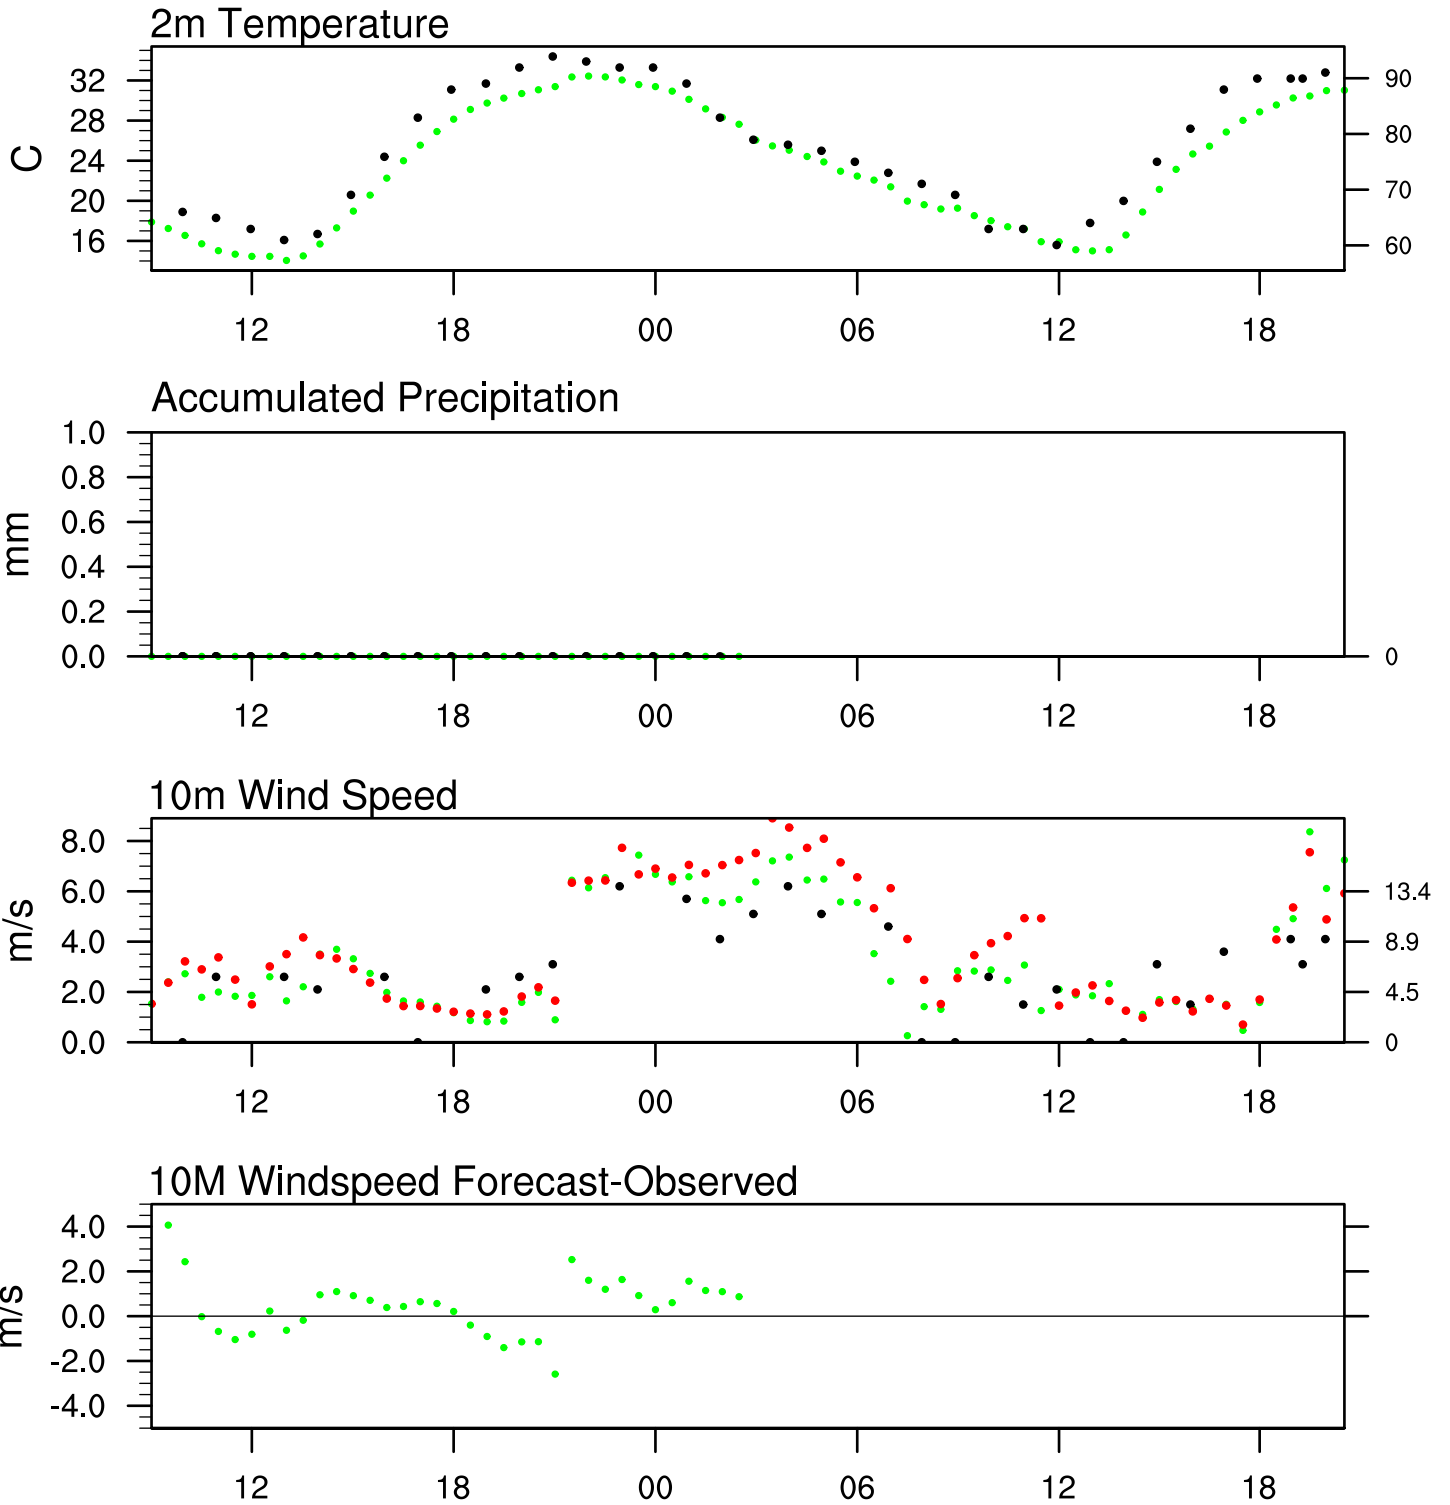 2m Temperature
32
28
24
20
16
C
90
80
70
60
12 18 00 06 12 18
Accumulated Precipitation
1.0
0.8
0.6
0.4
0.2
0.0
mm
0
12 18 00 06 12 18
10m Wind Speed
8.0
6.0
4.0
2.0
0.0
m/s
13.4
8.9
4.5
0
12 18 00 06 12 18
10M Windspeed Forecast-Observed
4.0
2.0
0.0
-2.0
-4.0
m/s
12 18 00 06 12 18